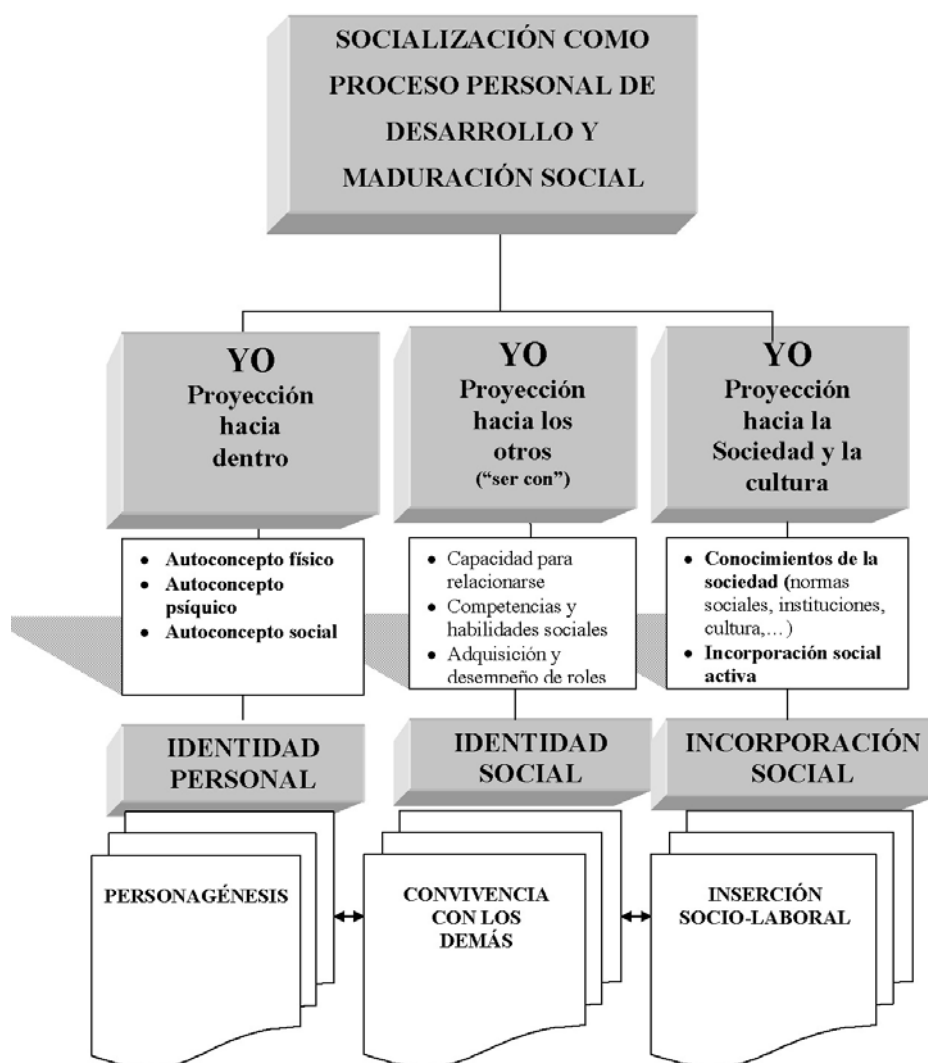 SOCIALIZACIÓN COMO
PROCESO PERSONAL DE
DESARROLLO Y
MADURACIÓN SOCIAL
YO
Proyección
hacia
dentro
YO
Proyección
hacia los
otros
(“ser con”)
YO
Proyección
hacia la
Sociedad y la
cultura
• Autoconcepto físico
• Autoconcepto
psíquico
• Autoconcepto social
• Capacidad para
relacionarse
• Competencias y
habilidades sociales
• Adquisición y
desempeño de roles
• Conocimientos de la
sociedad (normas
sociales, instituciones,
cultura,…)
• Incorporación social
activa
IDENTIDAD
PERSONAL
IDENTIDAD
SOCIAL
INCORPORACIÓN
SOCIAL
PERSONAGÉNESIS
CONVIVENCIA
CON LOS
DEMÁS
INSERCIÓN
SOCIO-LABORAL